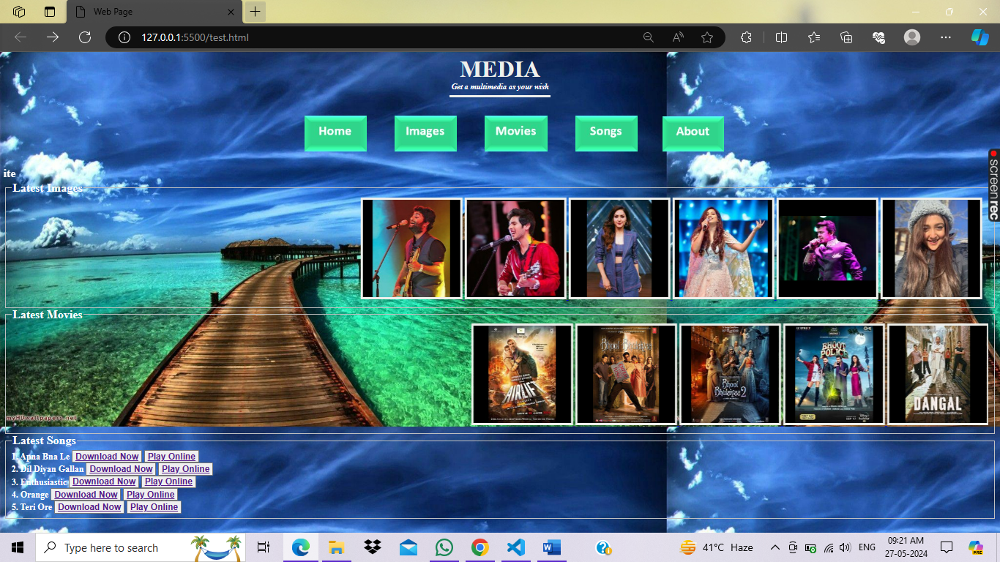 Web Page
127.0.0.1:5500/test.html
MEDIA
Get a multimedia as your wish
Home Images Movies Songs About
ite
screenrec
Latest Images
Latest Movies
AIRLIFT
Bhool Bhulaiyaa
Bhool Bhulaiyaa 2
BHOOT POLICE
DANGAL
myHDwallpapers.net
Latest Songs
1. Apna Bna Le Download Now Play Online
2. Dil Diyan Gallan Download Now Play Online
3. Enthusiastic Download Now Play Online
4. Orange Download Now Play Online
5. Teri Ore Download Now Play Online
Type here to search
41°C Haze
ENG
09:21 AM
27-05-2024
PRE